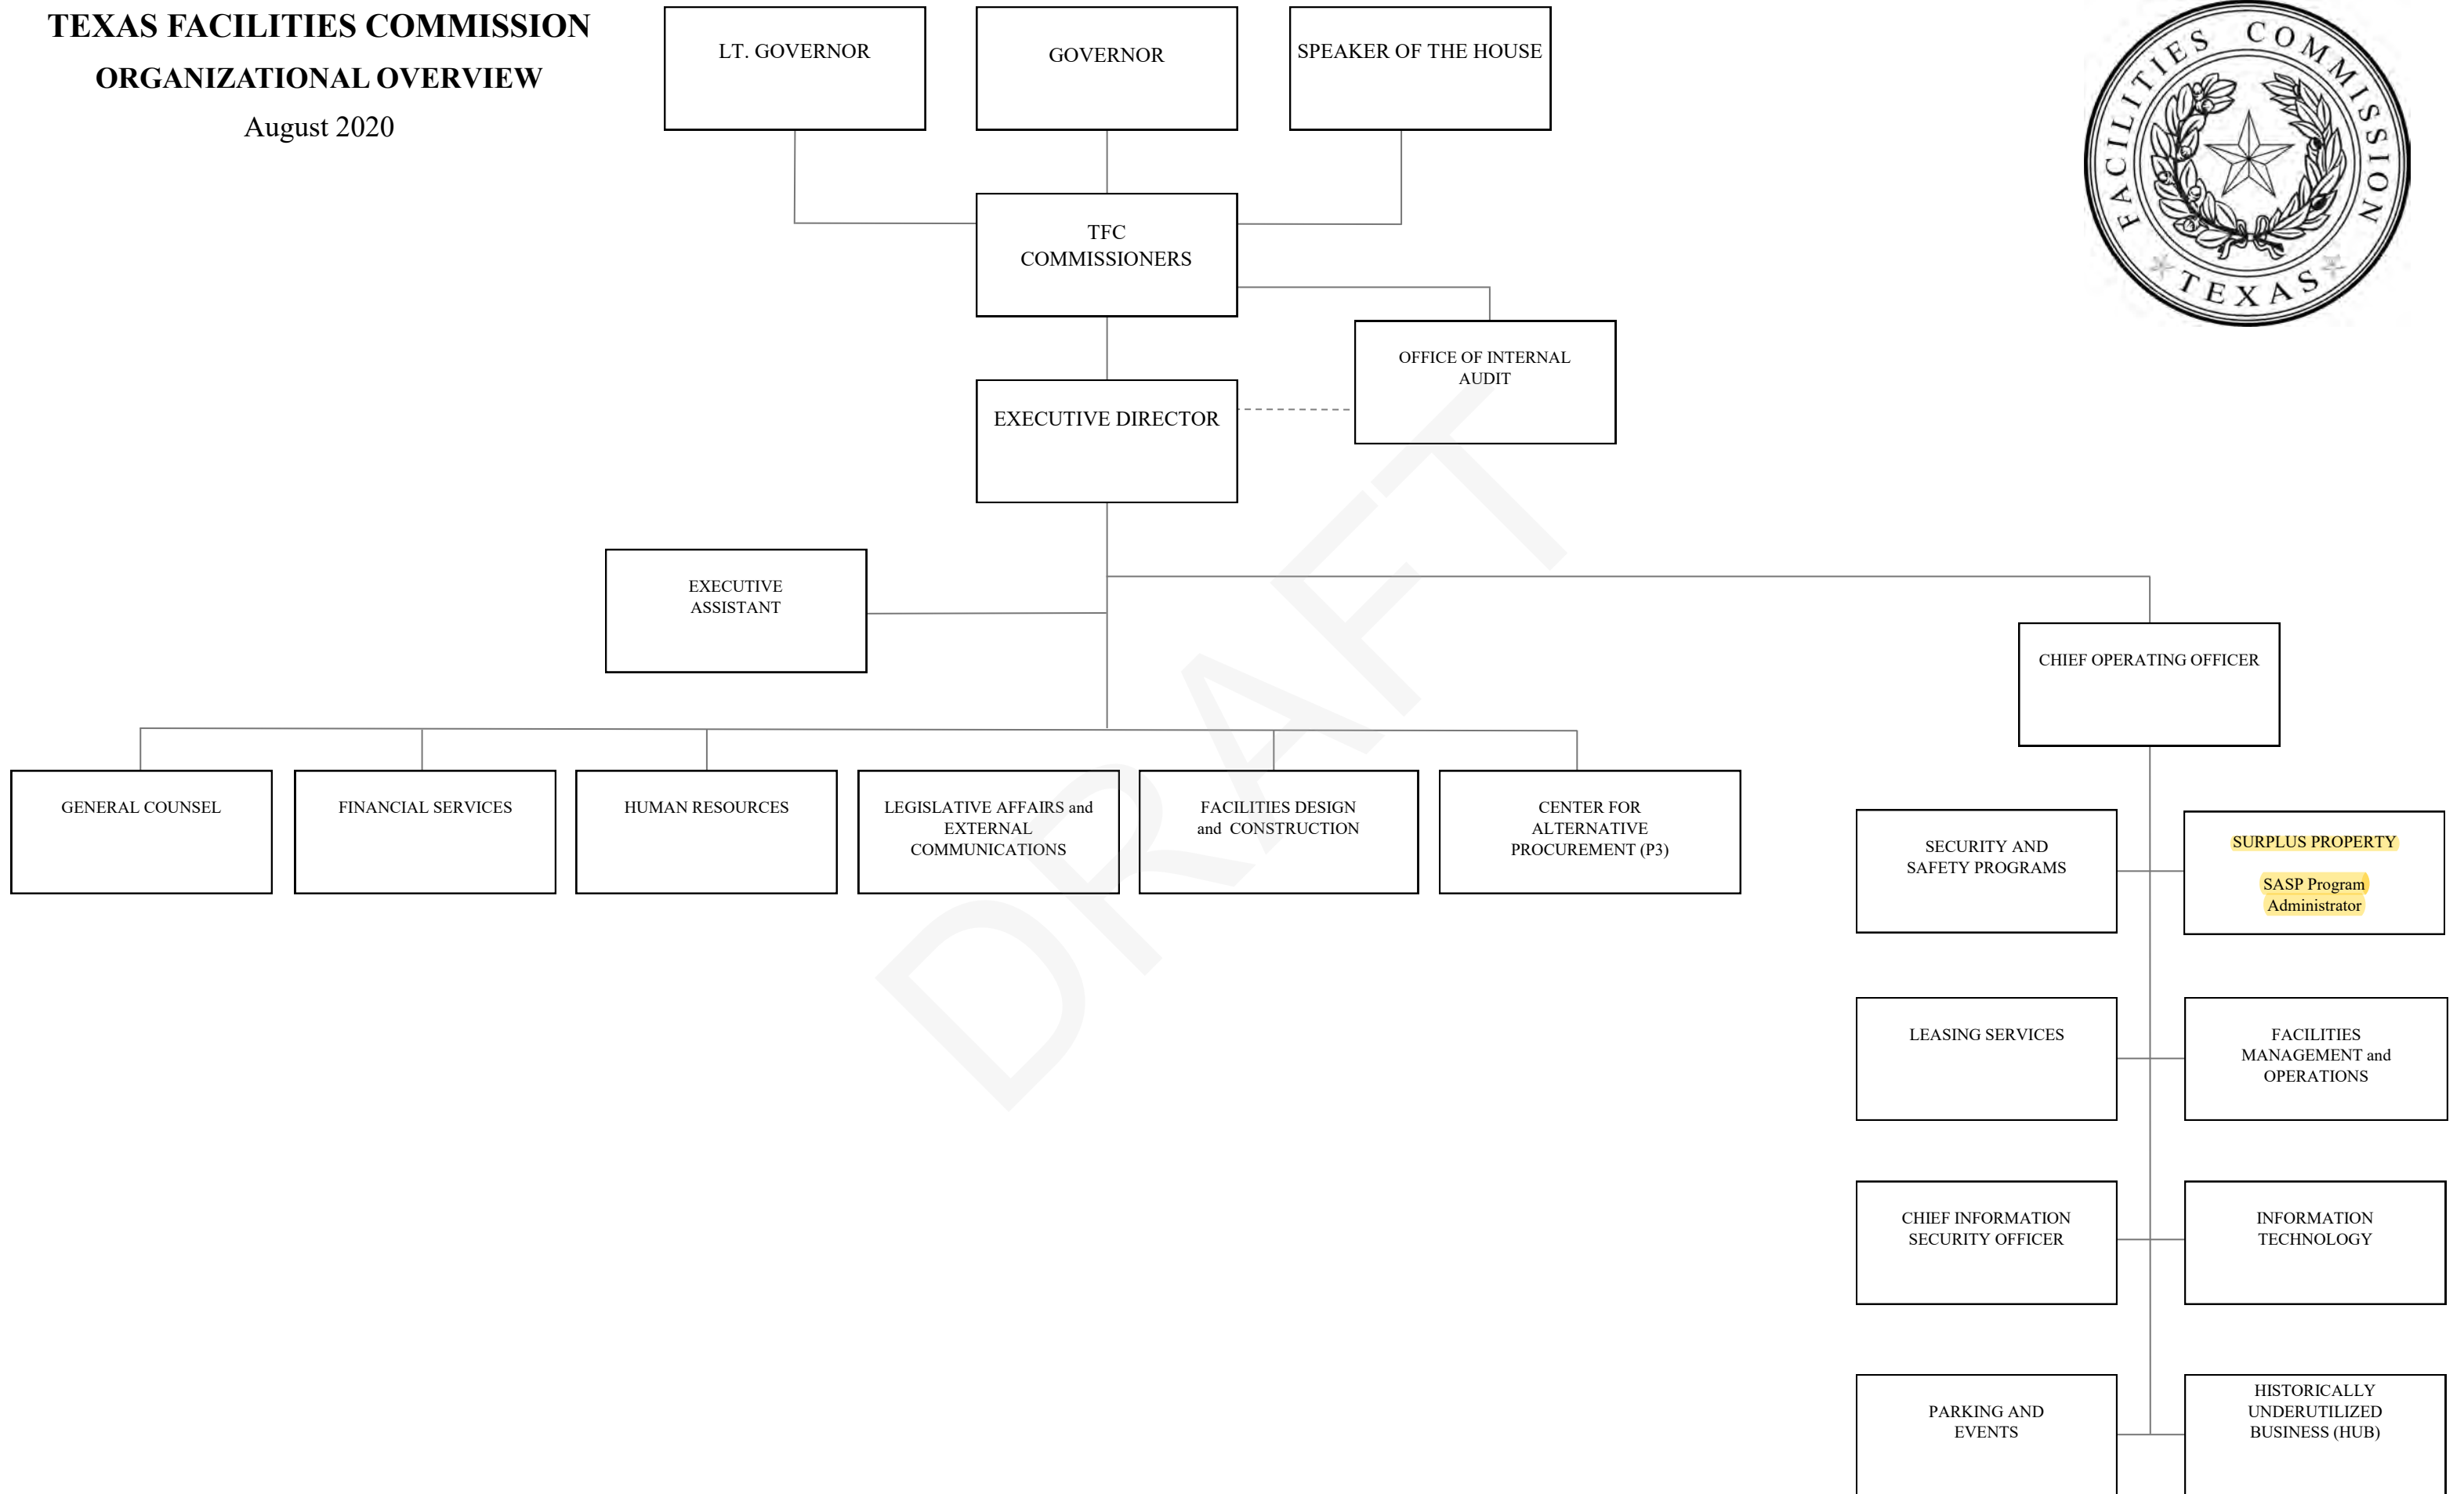 TEXAS FACILITIES COMMISSION
ORGANIZATIONAL OVERVIEW
August 2020
LT. GOVERNOR
GOVERNOR
SPEAKER OF THE HOUSE
FACILITIES COMMISSION
TEXAS
TFC
COMMISSIONERS
OFFICE OF INTERNAL
AUDIT
EXECUTIVE DIRECTOR
EXECUTIVE
ASSISTANT
CHIEF OPERATING OFFICER
GENERAL COUNSEL
FINANCIAL SERVICES
HUMAN RESOURCES
LEGISLATIVE AFFAIRS and
EXTERNAL
COMMUNICATIONS
FACILITIES DESIGN
and CONSTRUCTION
CENTER FOR
ALTERNATIVE
PROCUREMENT (P3)
SECURITY AND
SAFETY PROGRAMS
SURPLUS PROPERTY
SASP Program
Administrator
LEASING SERVICES
FACILITIES
MANAGEMENT and
OPERATIONS
CHIEF INFORMATION
SECURITY OFFICER
INFORMATION
TECHNOLOGY
PARKING AND
EVENTS
HISTORICALLY
UNDERUTILIZED
BUSINESS (HUB)
DRAFT